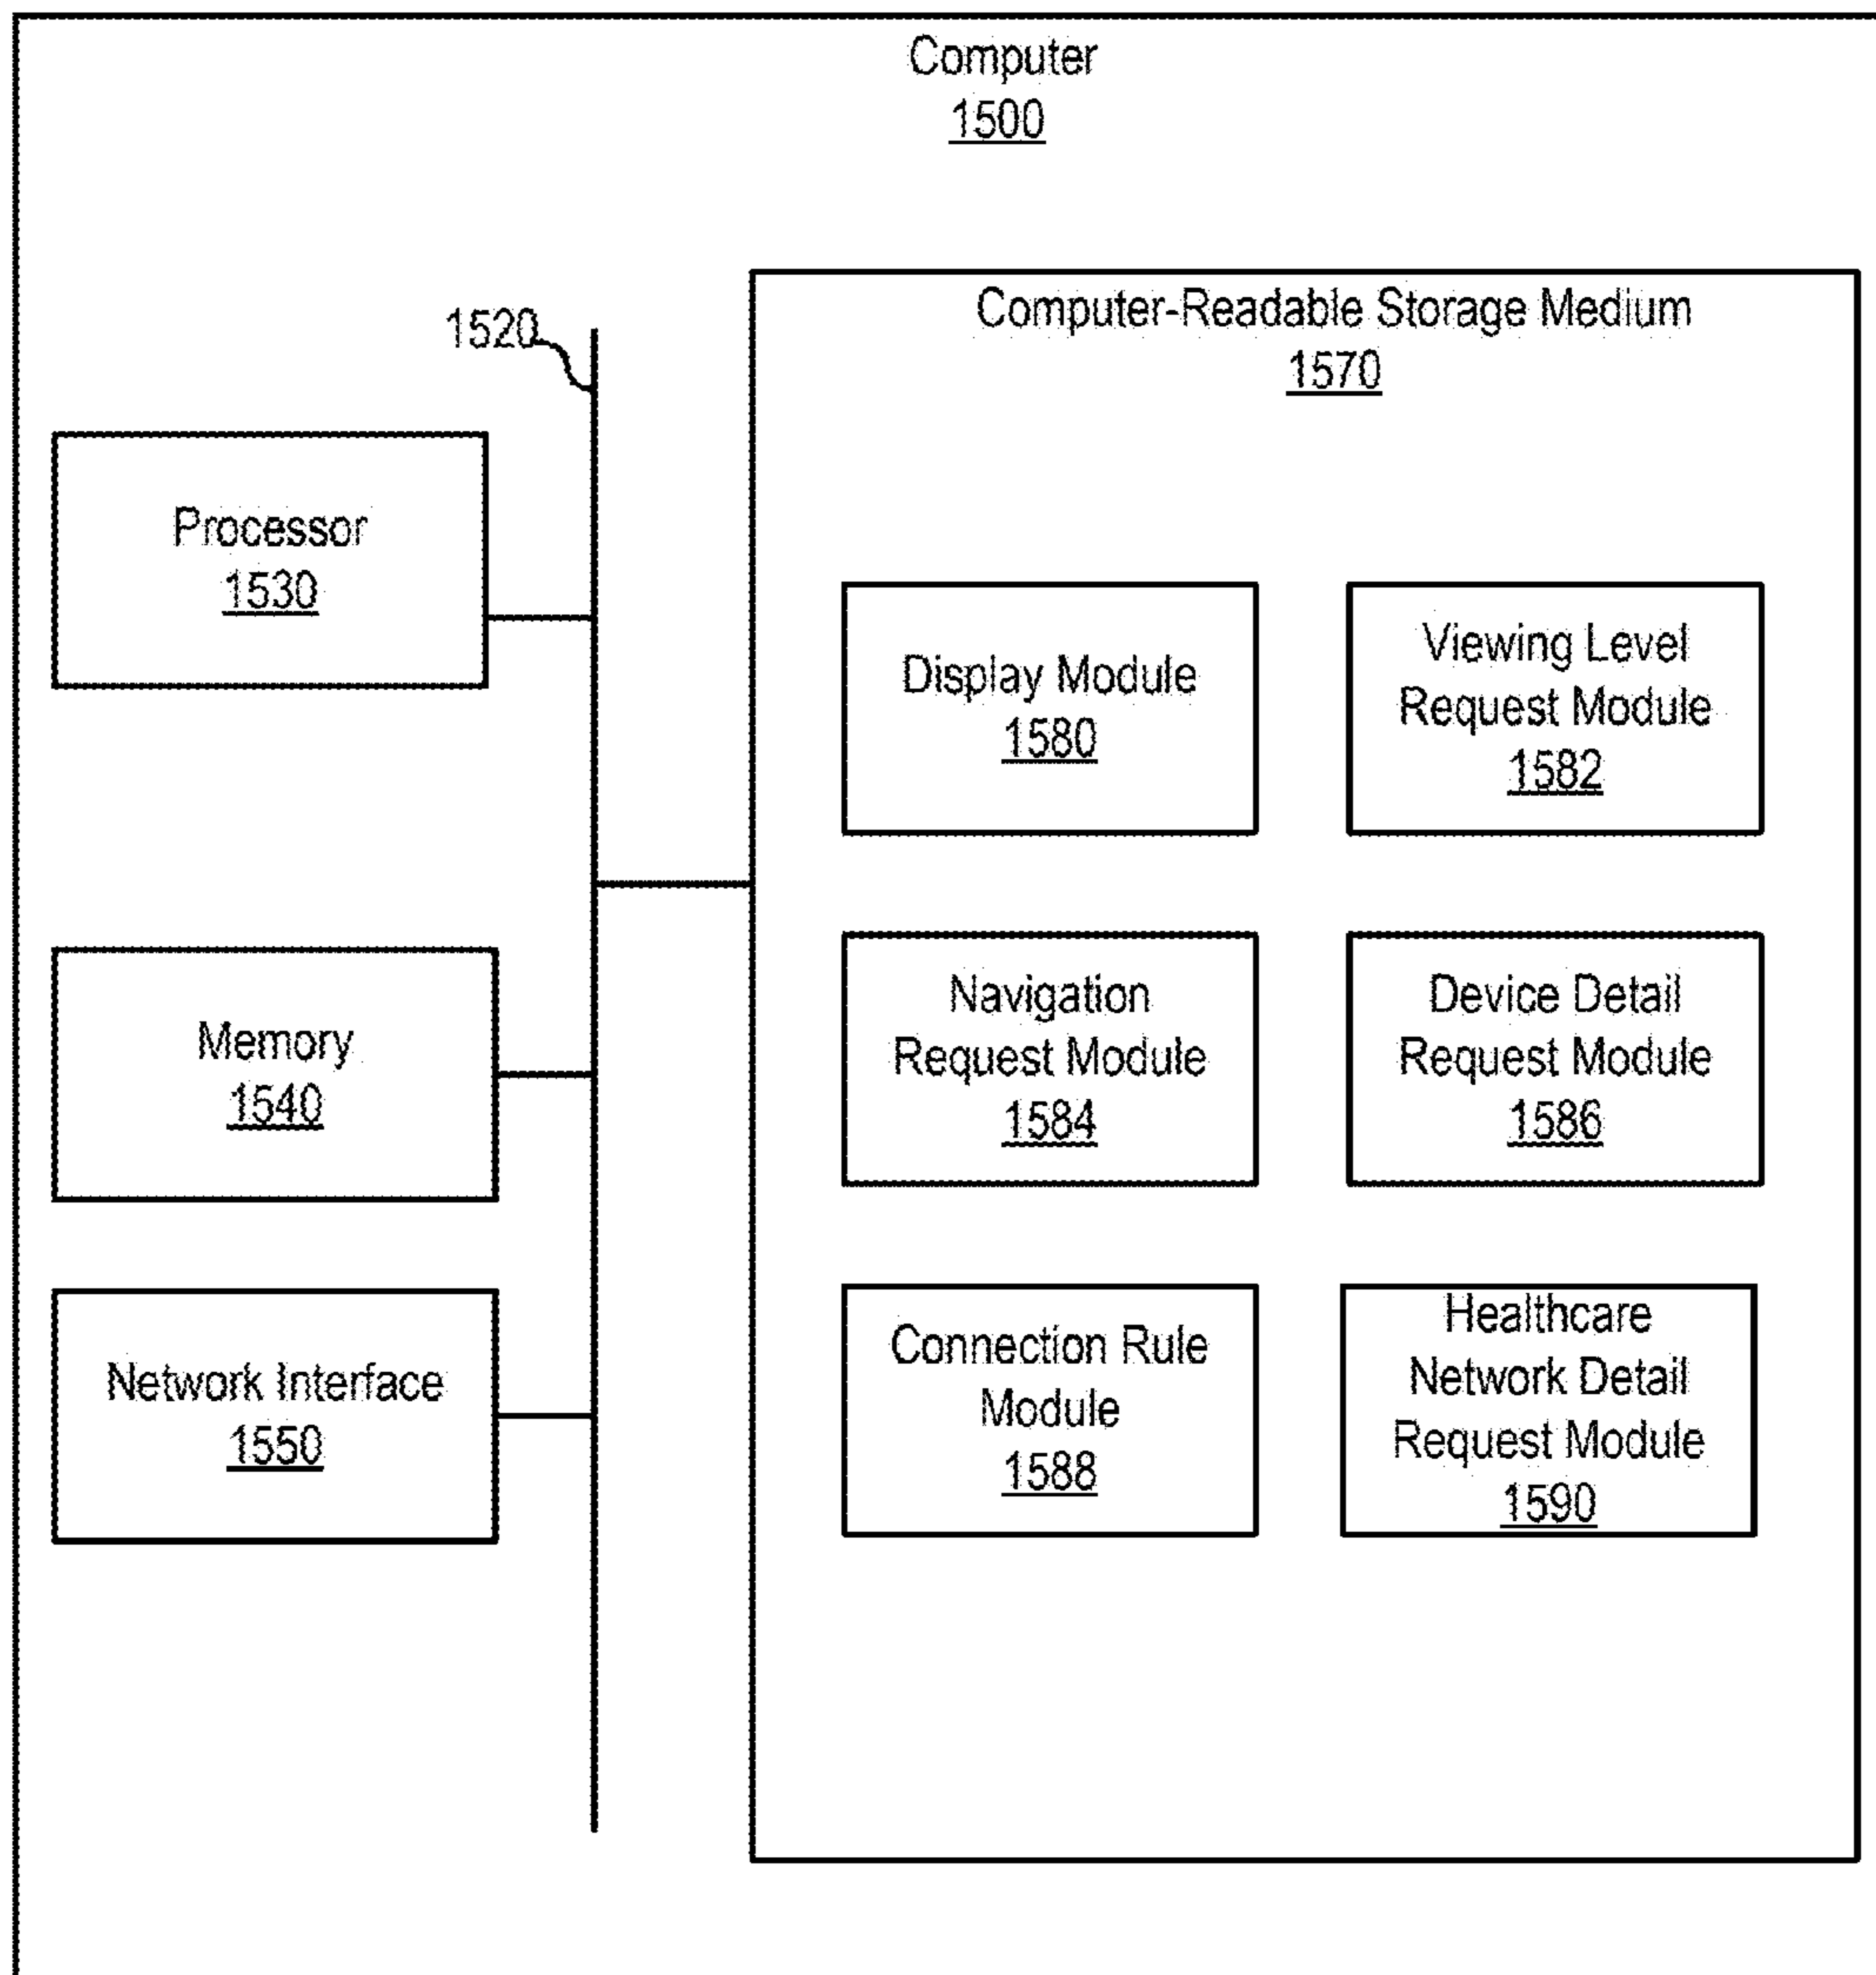 Computer
1500
1520
Computer-Readable Storage Medium
1570
Processor
1530
Memory
1540
Network Interface
1550
Display Module
1580
Viewing Level
Request Module
1582
Navigation
Request Module
1584
Device Detail
Request Module
1586
Connection Rule
Module
1588
Healthcare
Network Detail
Request Module
1590